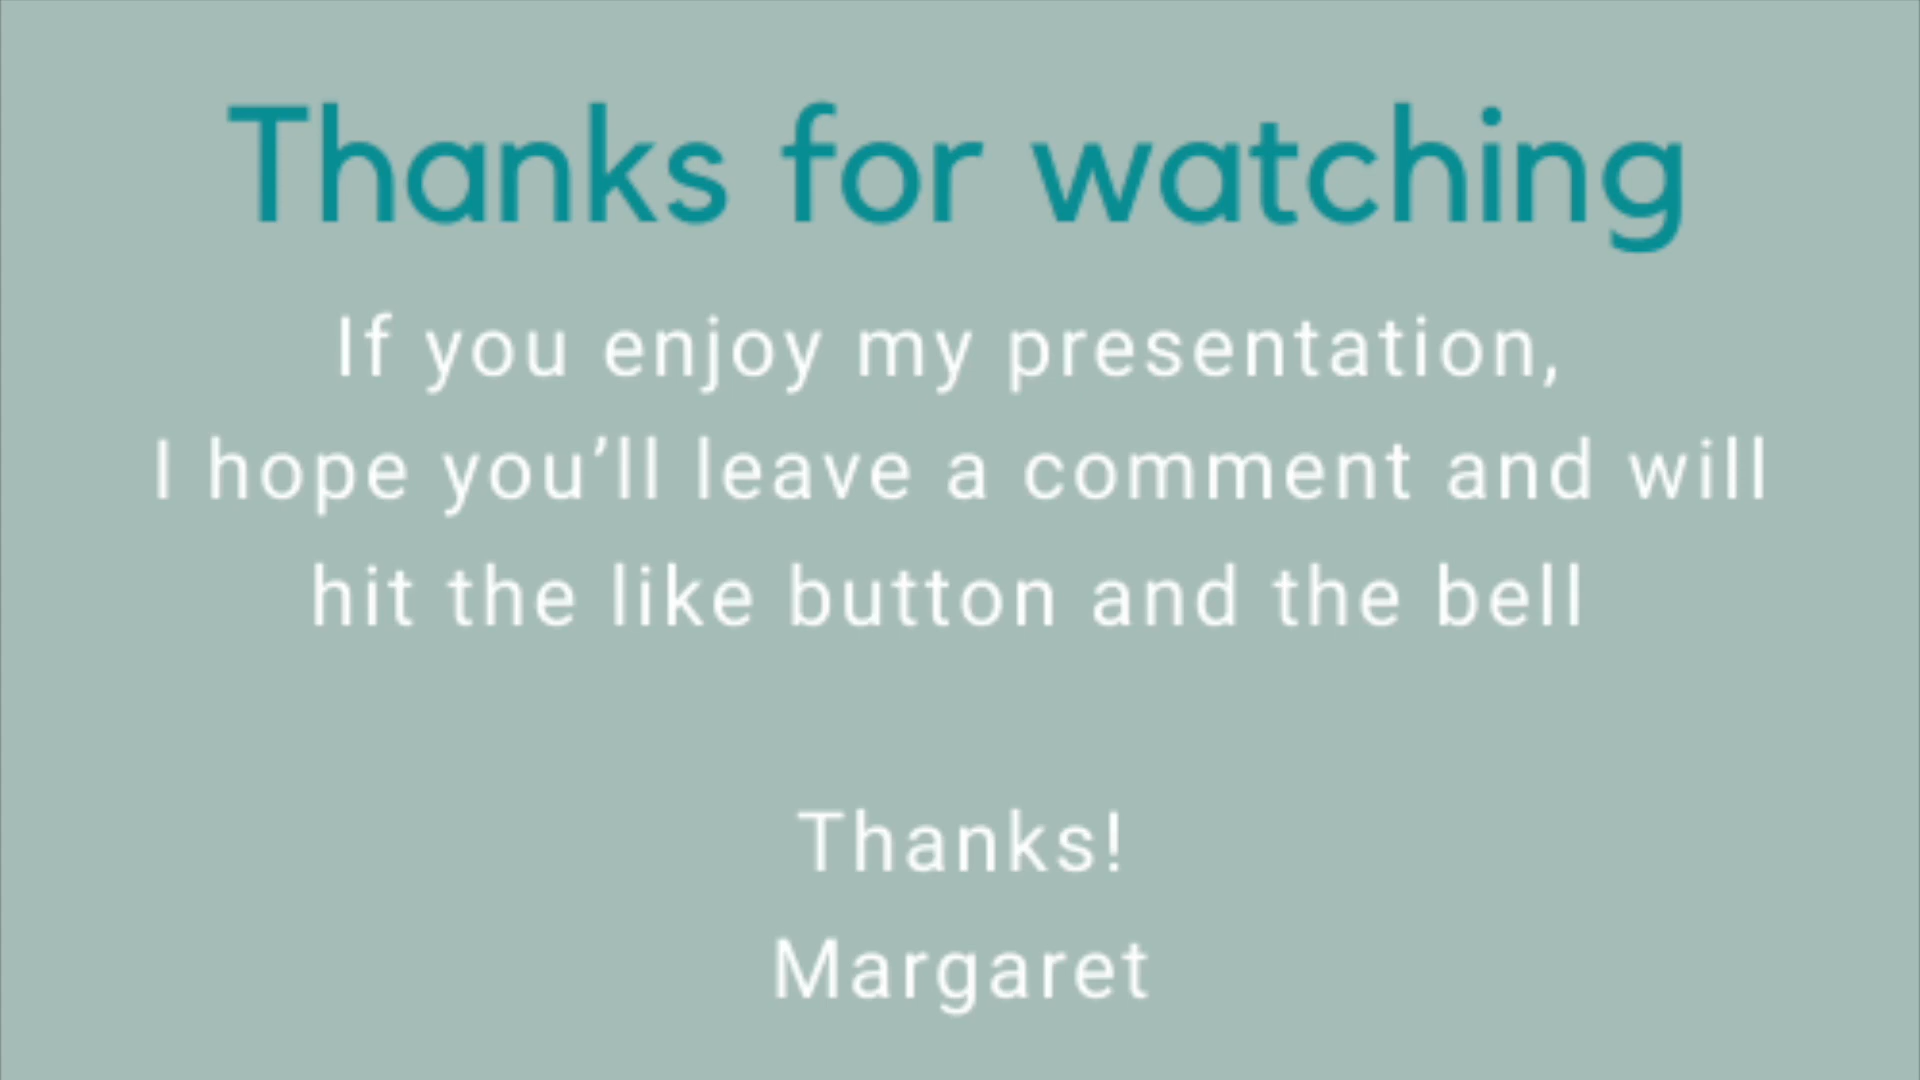 Thanks for watching
If you enjoy my presentation,
I hope you’ll leave a comment and will
hit the like button and the bell
Thanks!
Margaret